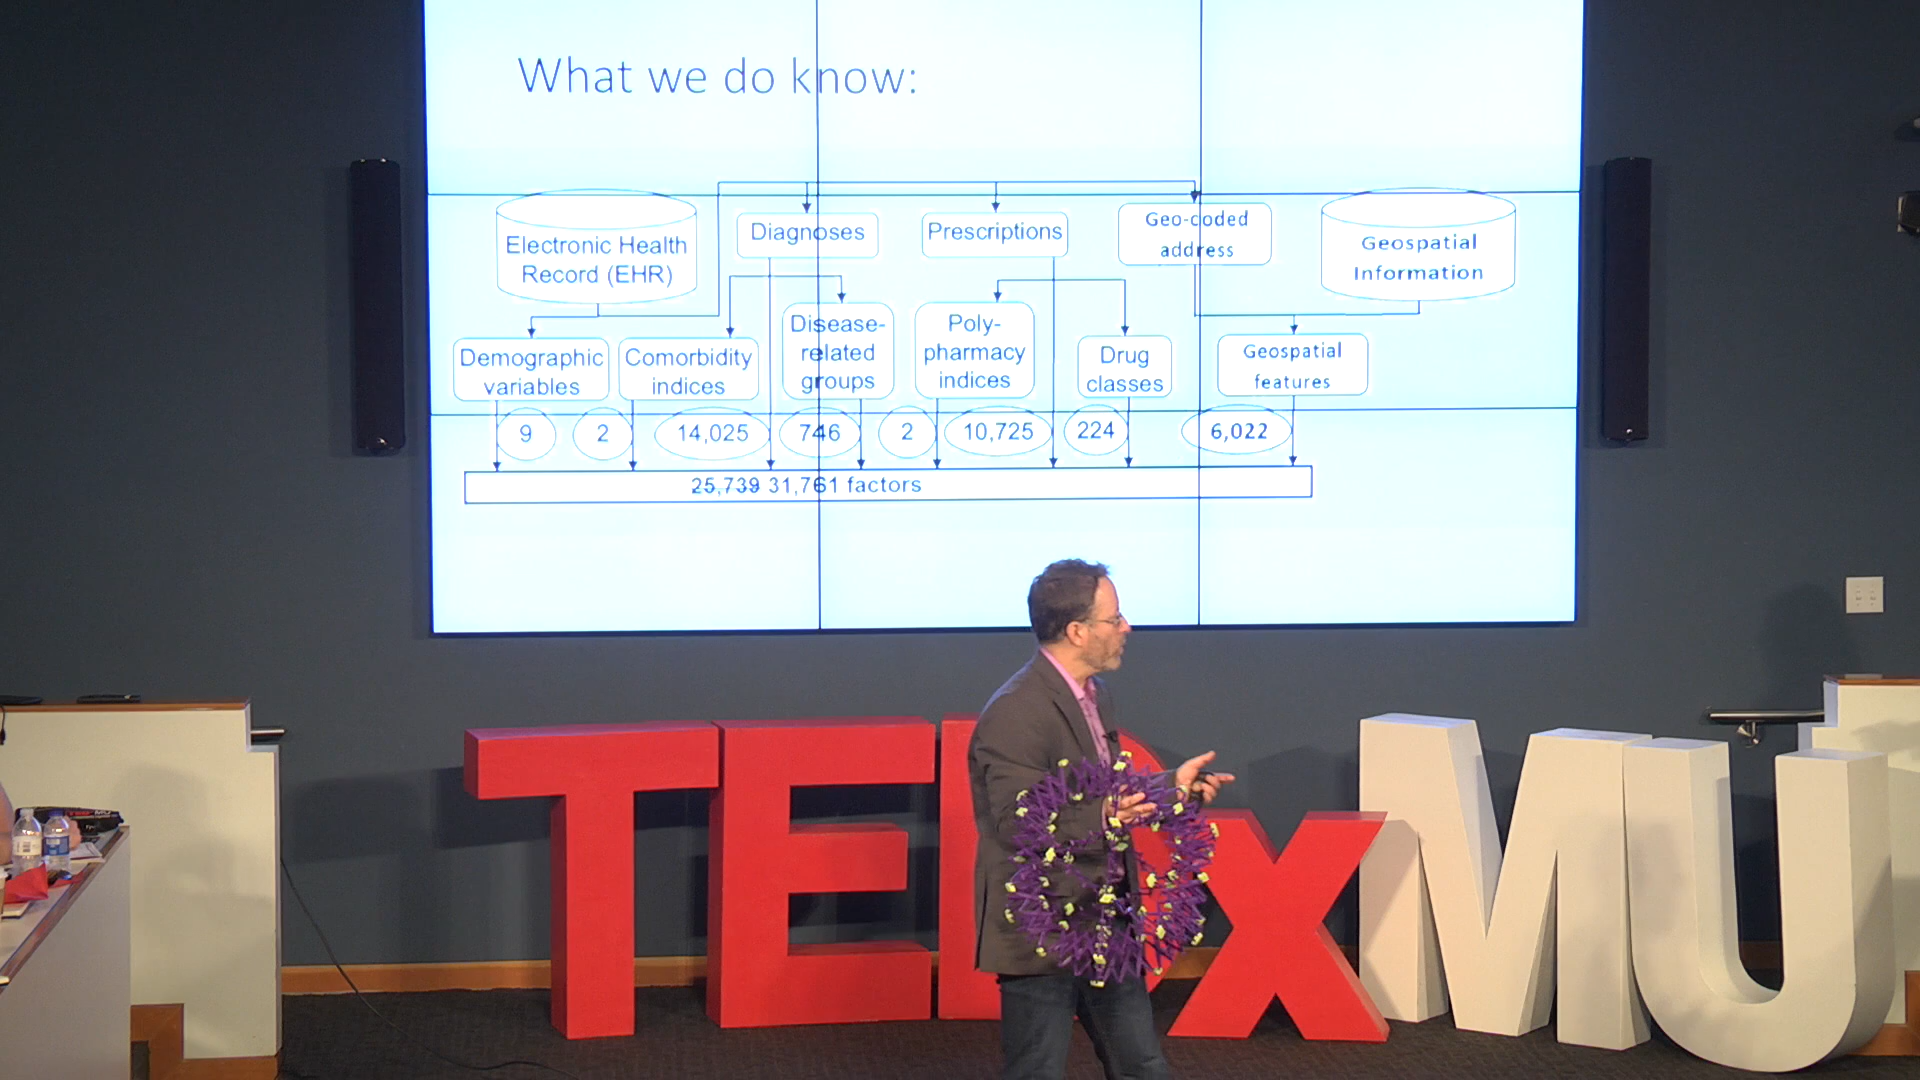 What we do know:
Electronic Health
Record (EHR)
Diagnoses
Prescriptions
Geo-coded
address
Geospatial
Information
Demographic
variables
Comorbidity
indices
Disease-
related
groups
Poly-
pharmacy
indices
Drug
classes
Geospatial
features
9
2
14,025
746
2
10,725
224
6,022
25,739 31,761 factors
TEDxMU